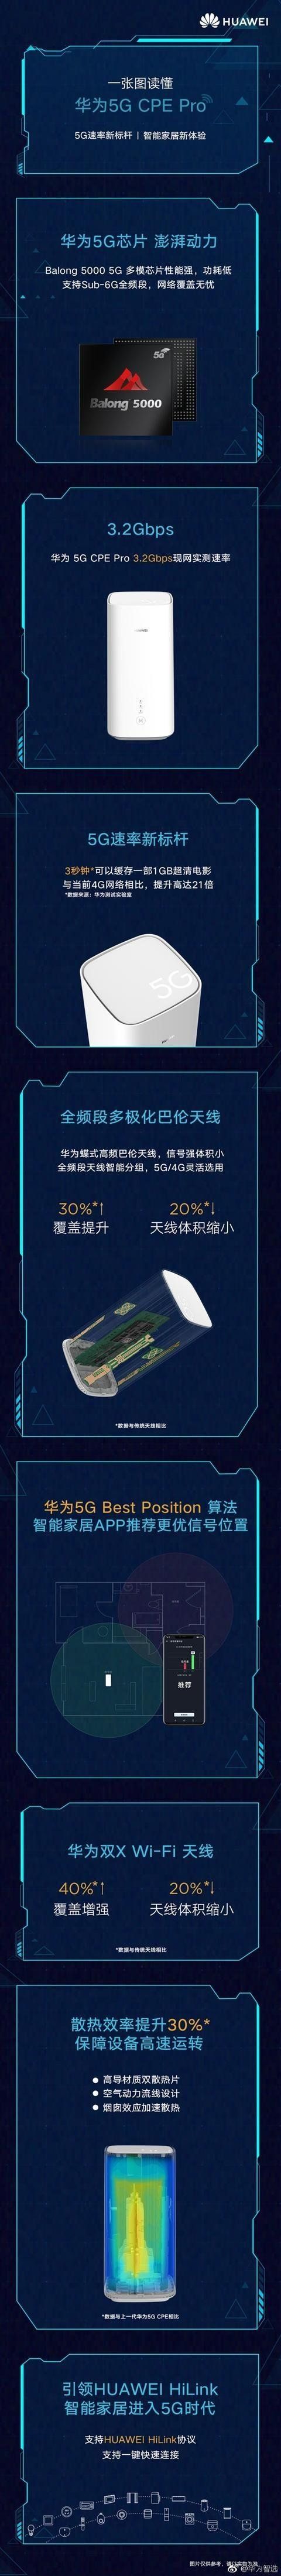 HUAWEI
一张图读懂
华为5G CPE Pro
5G速率新标杆 | 智能家居新体验
华为5G芯片 澎湃动力
Balong 5000 5G 多模芯片性能强，功耗低
支持Sub-6G全频段，网络覆盖无忧
5G
Balong 5000
3.2Gbps
华为 5G CPE Pro 3.2Gbps现网实测速率
HUAWEI
5G速率新标杆
3秒钟*可以缓存一部1GB超清电影
与当前4G网络相比，提升高达21倍
*数据来源：华为测试实验室
5G
全频段多极化巴伦天线
华为蝶式高频巴伦天线，信号强体积小
全频段天线智能分组，5G/4G灵活选用
30%*↑ 20%*↓
覆盖提升 天线体积缩小
*数据与传统天线相比
华为5G Best Position 算法
智能家居APP推荐更优信号位置
推荐
华为双X Wi-Fi 天线
40%*↑ 20%*↓
覆盖增强 天线体积缩小
*数据与传统天线相比
散热效率提升30%*
保障设备高速运转
● 高导材质双散热片
● 空气动力流线设计
● 烟囱效应加速散热
*数据与上一代华为5G CPE相比
引领HUAWEI HiLink
智能家居进入5G时代
支持HUAWEI HiLink协议
支持一键快速连接
图片仅供参考，请以实物为准
@华为智选